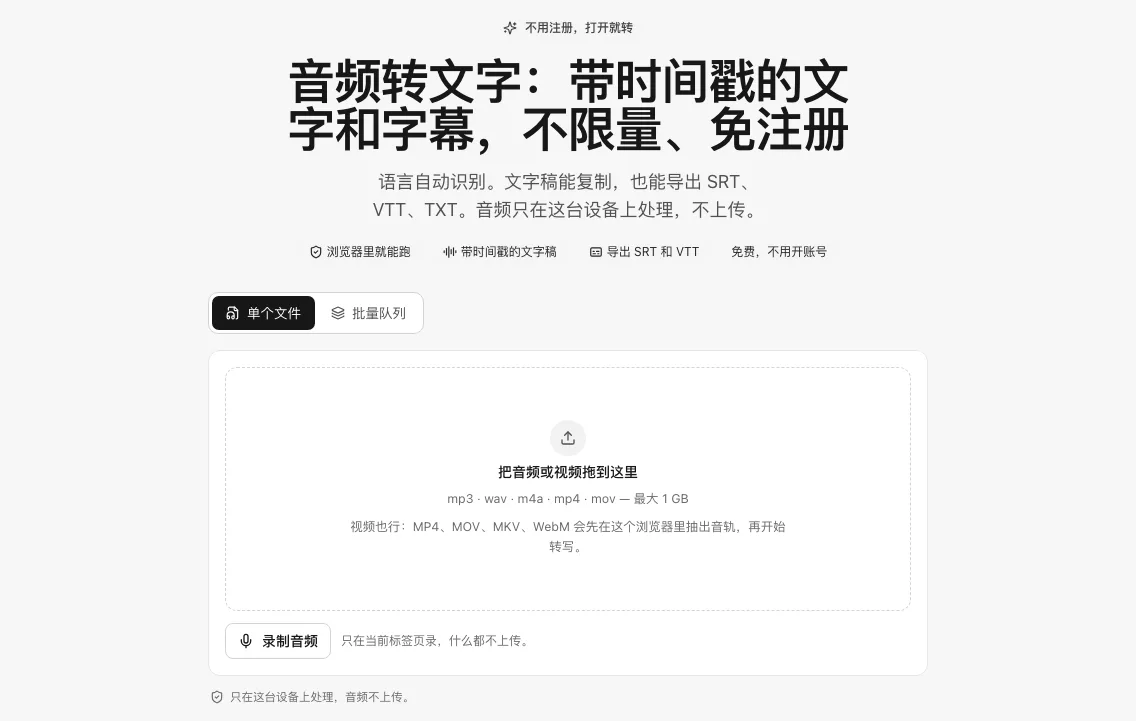 不用注册，打开就转
音频转文字：带时间戳的文
字和字幕，不限量、免注册
语言自动识别。文字稿能复制，也能导出 SRT、
VTT、TXT。音频只在这台设备上处理，不上传。
浏览器里就能跑
带时间戳的文字稿
导出 SRT 和 VTT
免费，不用开账号
单个文件
批量队列
把音频或视频拖到这里
mp3 · wav · m4a · mp4 · mov — 最大 1 GB
视频也行：MP4、MOV、MKV、WebM 会先在这个浏览器里抽出音轨，再开始
转写。
录制音频
只在当前标签页录，什么都不上传。
只在这台设备上处理，音频不上传。